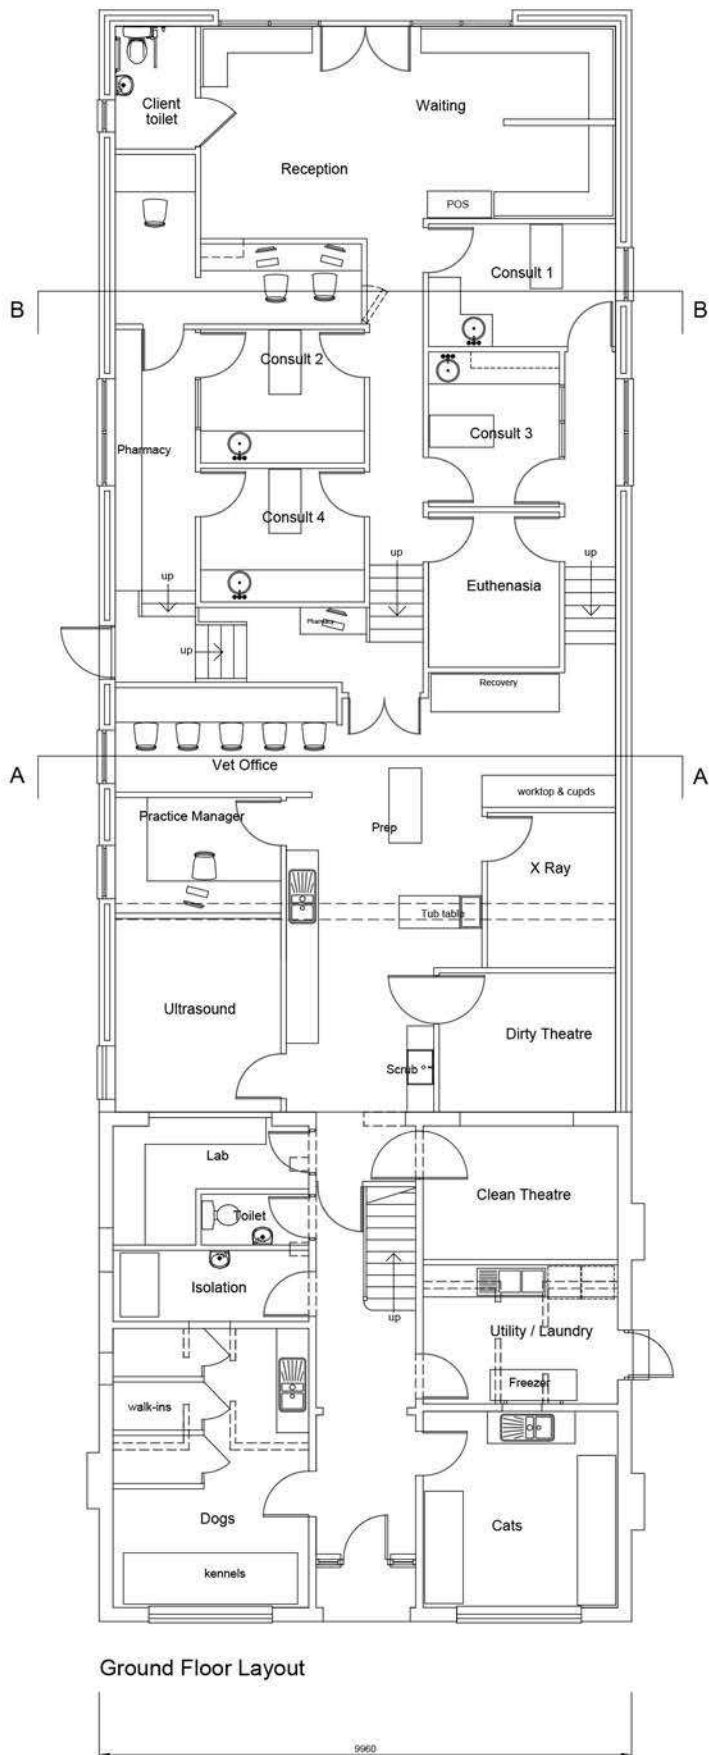 Client
toilet
Waiting
Reception
POS
Consult 1
B
B
Consult 2
Consult 3
Pharmacy
Consult 4
up
up
up
Euthenasia
Pharmacy
up
Recovery
Vet Office
A
A
worktop & cupds
Practice Manager
Prep
X Ray
Tub table
Ultrasound
Dirty Theatre
Scrub
Lab
Clean Theatre
Toilet
Isolation
up
Utility / Laundry
Freezer
walk-ins
Dogs
Cats
kennels
Ground Floor Layout
9960